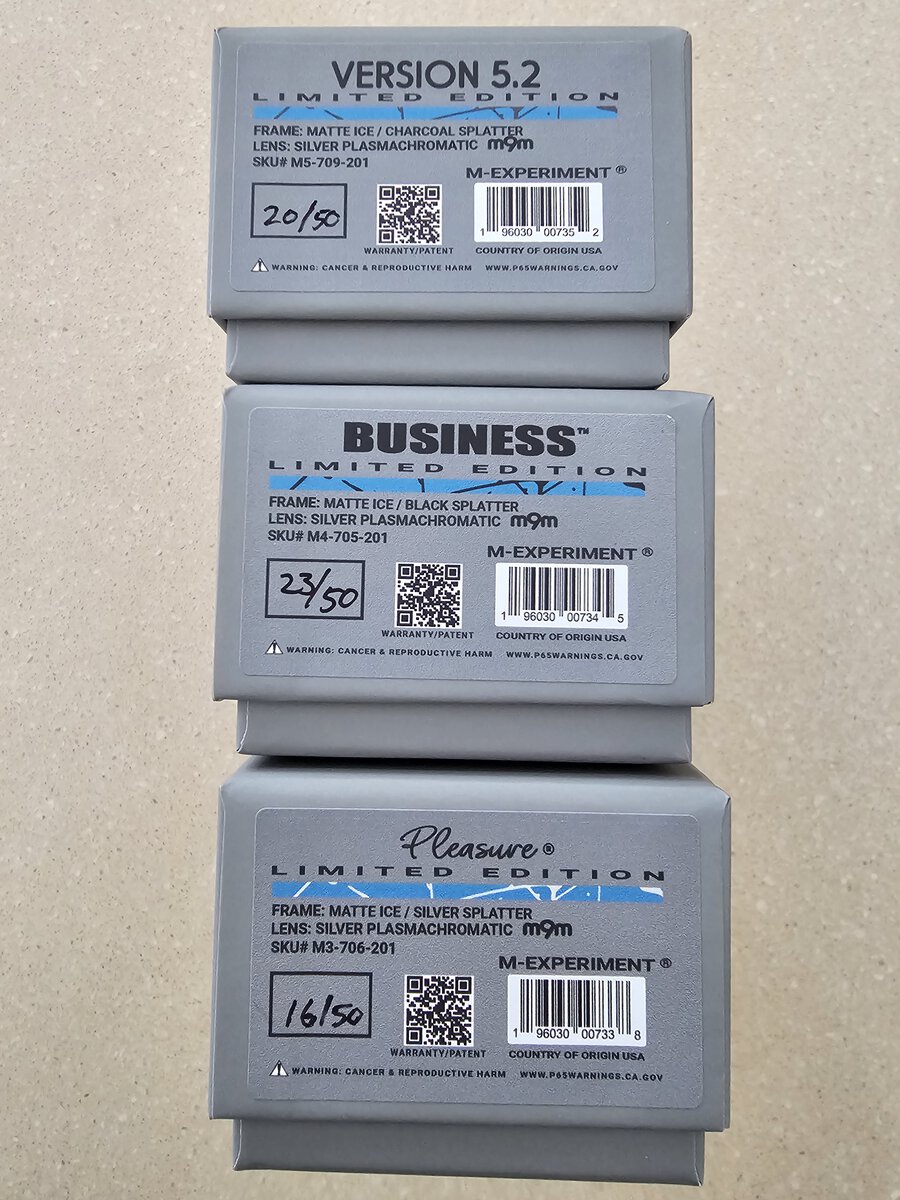 VERSION 5.2
LIMITED EDITION
FRAME: MATTE ICE / CHARCOAL SPLATTER
LENS: SILVER PLASMACHROMATIC m9m
SKU# M5-709-201
M-EXPERIMENT ®
20/50
1 96030 00735 2
WARRANTY/PATENT
COUNTRY OF ORIGIN USA
WARNING: CANCER & REPRODUCTIVE HARM WWW.P65WARNINGS.CA.GOV
BUSINESS™
LIMITED EDITION
FRAME: MATTE ICE / BLACK SPLATTER
LENS: SILVER PLASMACHROMATIC m9m
SKU# M4-705-201
M-EXPERIMENT ®
23/50
1 96030 00734 5
WARRANTY/PATENT
COUNTRY OF ORIGIN USA
WARNING: CANCER & REPRODUCTIVE HARM WWW.P65WARNINGS.CA.GOV
Pleasure ®
LIMITED EDITION
FRAME: MATTE ICE / SILVER SPLATTER
LENS: SILVER PLASMACHROMATIC m9m
SKU# M3-706-201
M-EXPERIMENT ®
16/50
1 96030 00733 8
WARRANTY/PATENT
COUNTRY OF ORIGIN USA
WARNING: CANCER & REPRODUCTIVE HARM WWW.P65WARNINGS.CA.GOV